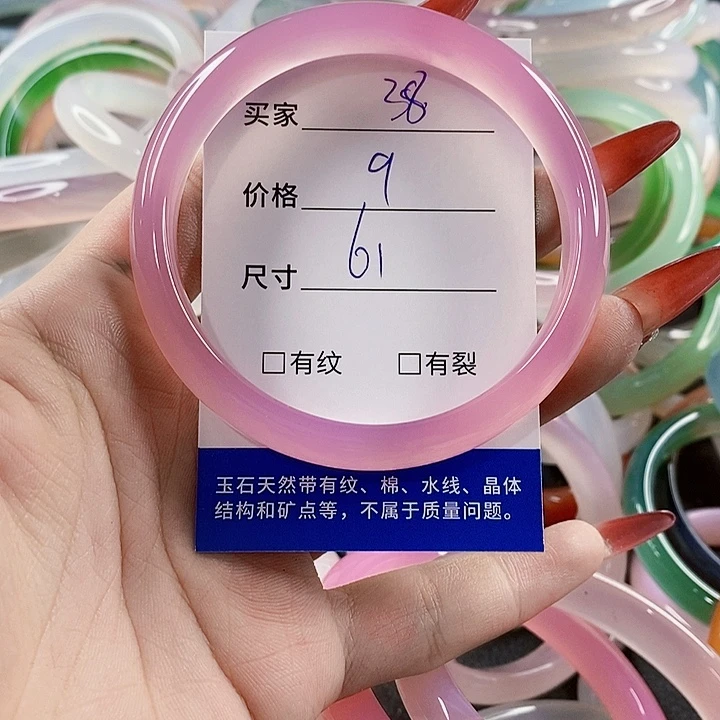 买家 38
价格 9
尺寸 61
□有纹 □有裂
玉石天然带有纹、棉、水线、晶体
结构和矿点等，不属于质量问题。